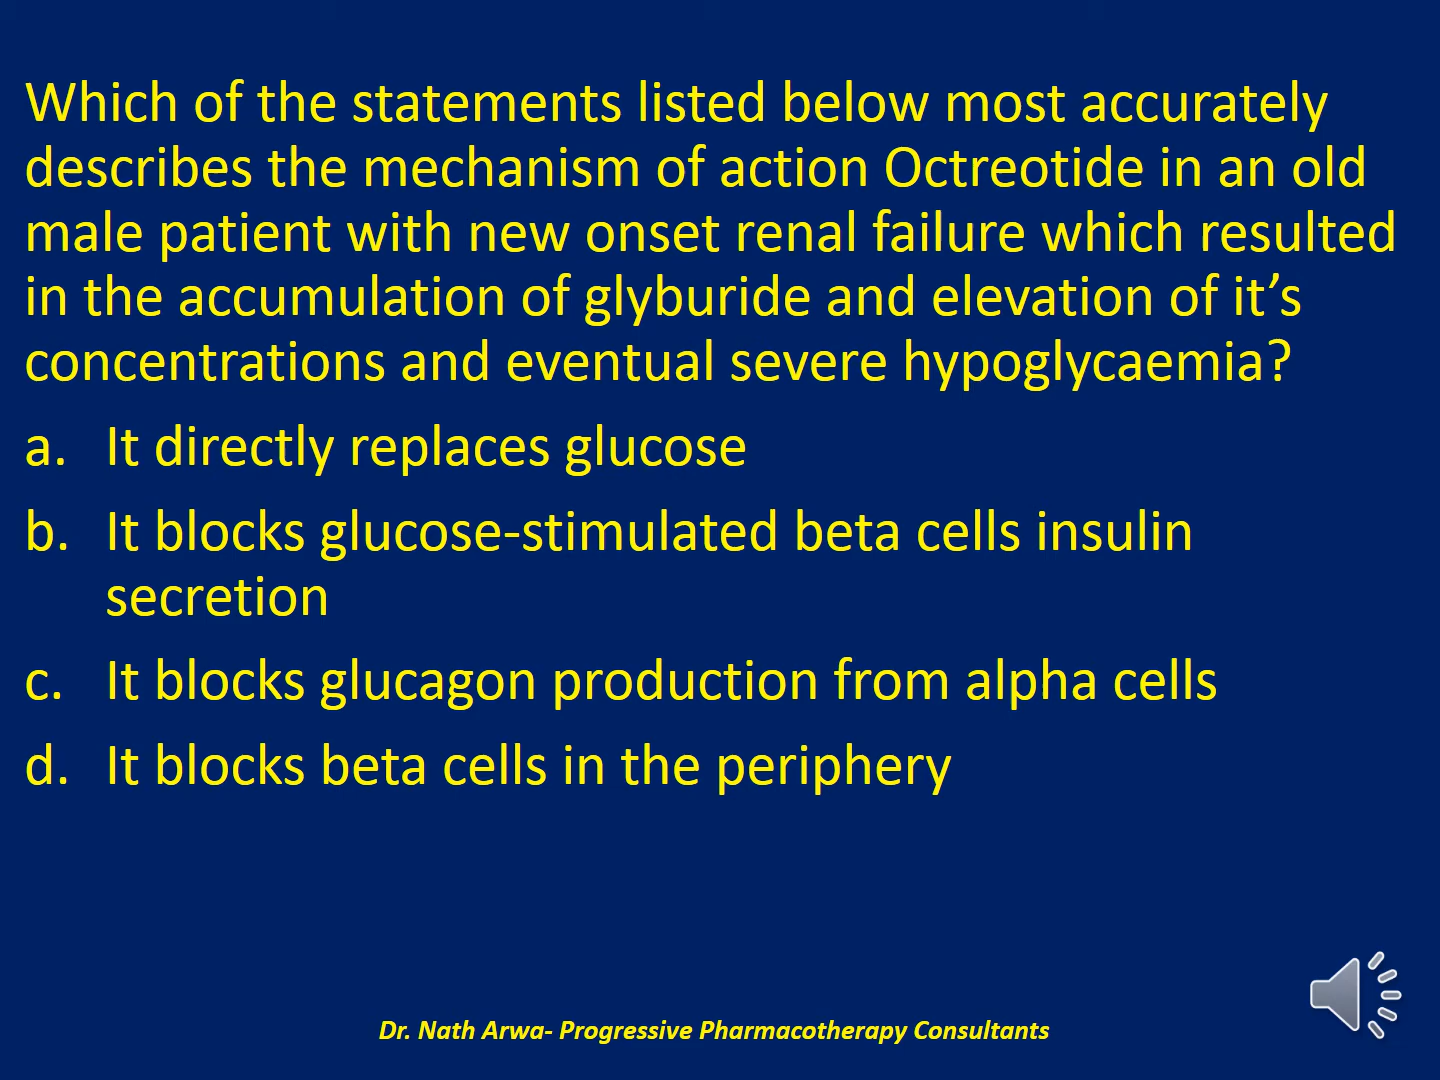 Which of the statements listed below most accurately
describes the mechanism of action Octreotide in an old
male patient with new onset renal failure which resulted
in the accumulation of glyburide and elevation of it’s
concentrations and eventual severe hypoglycaemia?
a. It directly replaces glucose
b. It blocks glucose-stimulated beta cells insulin
secretion
c. It blocks glucagon production from alpha cells
d. It blocks beta cells in the periphery
Dr. Nath Arwa- Progressive Pharmacotherapy Consultants